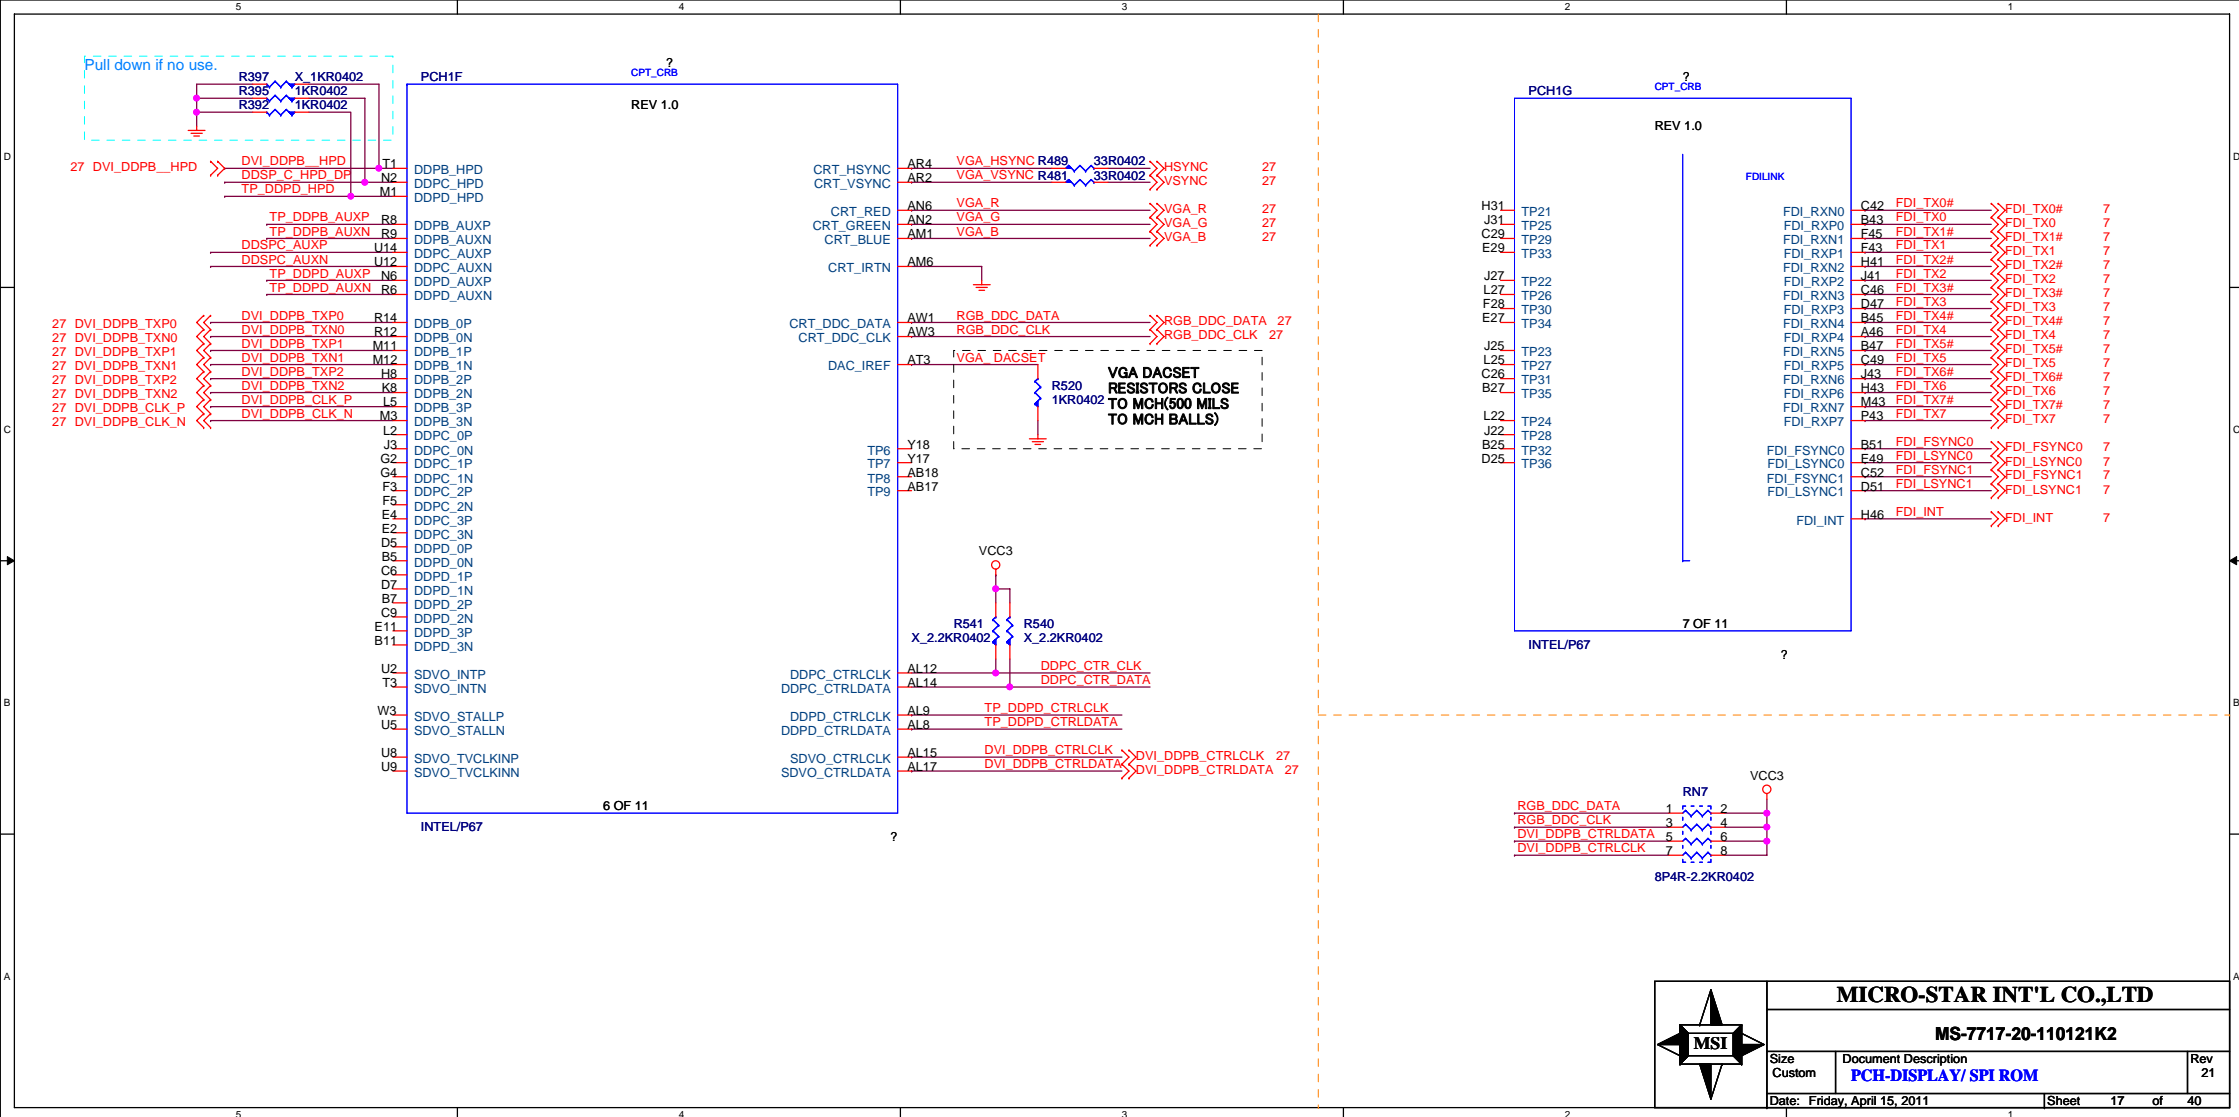 5 4 3 2 1
Pull down if no use.
R397 X_1KR0402
R395 1KR0402
R392 1KR0402
PCH1F
?
CPT_CRB
REV 1.0
27 DVI_DDPB__HPD DVI_DDPB__HPD T1 DDPB_HPD
DDSP_C_HPD_DP N2 DDPC_HPD
TP_DDPD_HPD M1 DDPD_HPD
TP_DDPB_AUXP R8 DDPB_AUXP
TP_DDPB_AUXN R9 DDPB_AUXN
DDSPC_AUXP U14 DDPC_AUXP
DDSPC_AUXN U12 DDPC_AUXN
TP_DDPD_AUXP N6 DDPD_AUXP
TP_DDPD_AUXN R6 DDPD_AUXN
27 DVI_DDPB_TXP0 DVI_DDPB_TXP0 R14 DDPB_0P
27 DVI_DDPB_TXN0 DVI_DDPB_TXN0 R12 DDPB_0N
27 DVI_DDPB_TXP1 DVI_DDPB_TXP1 M11 DDPB_1P
27 DVI_DDPB_TXN1 DVI_DDPB_TXN1 M12 DDPB_1N
27 DVI_DDPB_TXP2 DVI_DDPB_TXP2 H8 DDPB_2P
27 DVI_DDPB_TXN2 DVI_DDPB_TXN2 K8 DDPB_2N
27 DVI_DDPB_CLK_P DVI_DDPB_CLK_P L5 DDPB_3P
27 DVI_DDPB_CLK_N DVI_DDPB_CLK_N M3 DDPB_3N
L2 DDPC_0P
J3 DDPC_0N
G2 DDPC_1P
G4 DDPC_1N
F3 DDPC_2P
F5 DDPC_2N
E4 DDPC_3P
E2 DDPC_3N
D5 DDPD_0P
B5 DDPD_0N
C6 DDPD_1P
D7 DDPD_1N
B7 DDPD_2P
C9 DDPD_2N
E11 DDPD_3P
B11 DDPD_3N
U2 SDVO_INTP
T3 SDVO_INTN
W3 SDVO_STALLP
U5 SDVO_STALLN
U8 SDVO_TVCLKINP
U9 SDVO_TVCLKINN
6 OF 11
INTEL/P67
?
CRT_HSYNC AR4 VGA_HSYNC R489 33R0402 HSYNC 27
CRT_VSYNC AR2 VGA_VSYNC R481 33R0402 VSYNC 27
CRT_RED AN6 VGA_R VGA_R 27
CRT_GREEN AN2 VGA_G VGA_G 27
CRT_BLUE AM1 VGA_B VGA_B 27
CRT_IRTN AM6
CRT_DDC_DATA AW1 RGB_DDC_DATA RGB_DDC_DATA 27
CRT_DDC_CLK AW3 RGB_DDC_CLK RGB_DDC_CLK 27
DAC_IREF AT3 VGA_DACSET
R520
1KR0402
VGA DACSET
RESISTORS CLOSE
TO MCH(500 MILS
TO MCH BALLS)
TP6 Y18
TP7 Y17
TP8 AB18
TP9 AB17
VCC3
R541 R540
X_2.2KR0402 X_2.2KR0402
DDPC_CTRLCLK AL12 DDPC_CTR_CLK
DDPC_CTRLDATA AL14 DDPC_CTR_DATA
DDPD_CTRLCLK AL9 TP_DDPD_CTRLCLK
DDPD_CTRLDATA AL8 TP_DDPD_CTRLDATA
SDVO_CTRLCLK AL15 DVI_DDPB_CTRLCLK DVI_DDPB_CTRLCLK 27
SDVO_CTRLDATA AL17 DVI_DDPB_CTRLDATA DVI_DDPB_CTRLDATA 27
PCH1G
?
CPT_CRB
REV 1.0
FDILINK
H31 TP21
J31 TP25
C29 TP29
E29 TP33
J27 TP22
L27 TP26
F28 TP30
E27 TP34
J25 TP23
L25 TP27
C26 TP31
B27 TP35
L22 TP24
J22 TP28
B25 TP32
D25 TP36
FDI_RXN0 C42 FDI_TX0# FDI_TX0# 7
FDI_RXP0 B43 FDI_TX0 FDI_TX0 7
FDI_RXN1 F45 FDI_TX1# FDI_TX1# 7
FDI_RXP1 F43 FDI_TX1 FDI_TX1 7
FDI_RXN2 H41 FDI_TX2# FDI_TX2# 7
FDI_RXP2 J41 FDI_TX2 FDI_TX2 7
FDI_RXN3 C46 FDI_TX3# FDI_TX3# 7
FDI_RXP3 D47 FDI_TX3 FDI_TX3 7
FDI_RXN4 B45 FDI_TX4# FDI_TX4# 7
FDI_RXP4 A46 FDI_TX4 FDI_TX4 7
FDI_RXN5 B47 FDI_TX5# FDI_TX5# 7
FDI_RXP5 C49 FDI_TX5 FDI_TX5 7
FDI_RXN6 J43 FDI_TX6# FDI_TX6# 7
FDI_RXP6 H43 FDI_TX6 FDI_TX6 7
FDI_RXN7 M43 FDI_TX7# FDI_TX7# 7
FDI_RXP7 P43 FDI_TX7 FDI_TX7 7
FDI_FSYNC0 B51 FDI_FSYNC0 FDI_FSYNC0 7
FDI_LSYNC0 E49 FDI_LSYNC0 FDI_LSYNC0 7
FDI_FSYNC1 C52 FDI_FSYNC1 FDI_FSYNC1 7
FDI_LSYNC1 D51 FDI_LSYNC1 FDI_LSYNC1 7
FDI_INT H46 FDI_INT FDI_INT 7
7 OF 11
INTEL/P67
?
VCC3
RN7
RGB_DDC_DATA 1 2
RGB_DDC_CLK 3 4
DVI_DDPB_CTRLDATA 5 6
DVI_DDPB_CTRLCLK 7 8
8P4R-2.2KR0402
D D
C C
B B
A A
MSI
MICRO-STAR INT'L CO.,LTD
MS-7717-20-110121K2
Size Document Description Rev
Custom PCH-DISPLAY/ SPI ROM 21
Date: Friday, April 15, 2011 Sheet 17 of 40
5 4 3 2 1